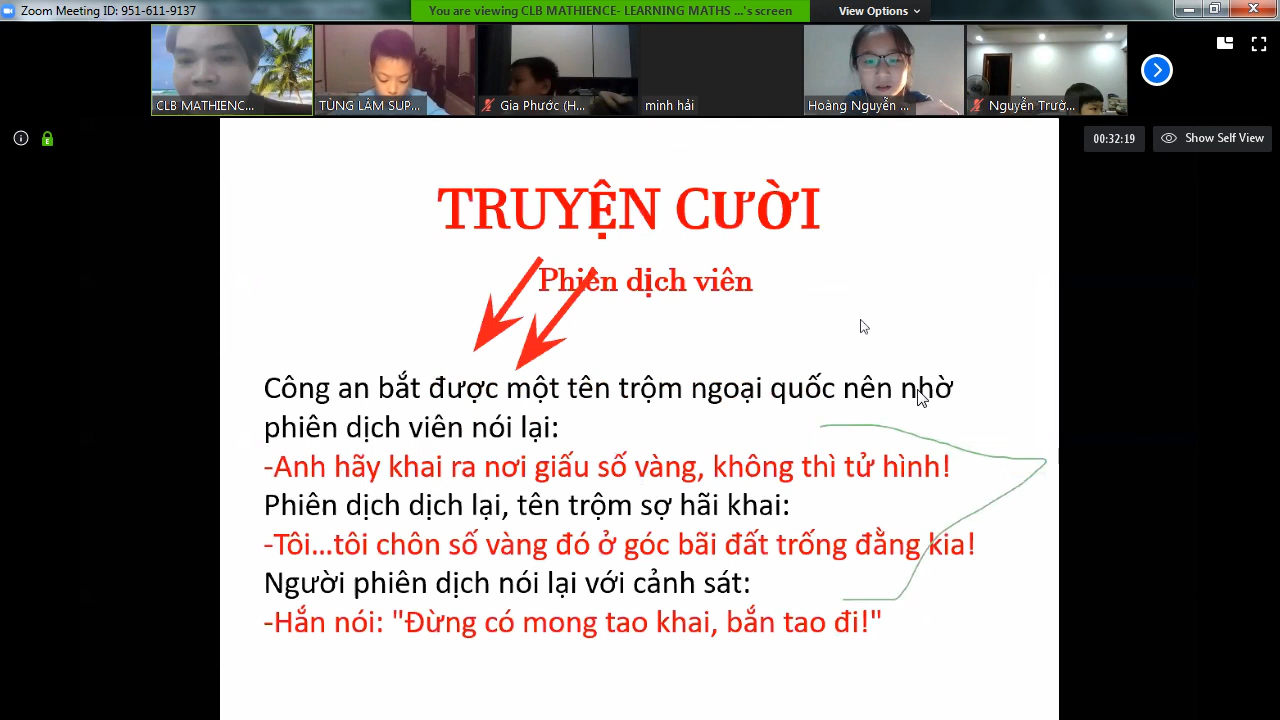 Zoom Meeting ID: 951-611-9137
You are viewing CLB MATHIENCE- LEARNING MATHS ...'s screen
View Options
CLB MATHIENC...
TÙNG LÂM SUP...
Gia Phước (H...
minh hải
Hoàng Nguyễn ...
Nguyễn Trườ...
00:32:19
Show Self View
TRUYỆN CƯỜI
Phiên dịch viên
Công an bắt được một tên trộm ngoại quốc nên nhờ
phiên dịch viên nói lại:
-Anh hãy khai ra nơi giấu số vàng, không thì tử hình!
Phiên dịch dịch lại, tên trộm sợ hãi khai:
-Tôi...tôi chôn số vàng đó ở góc bãi đất trống đằng kia!
Người phiên dịch nói lại với cảnh sát:
-Hắn nói: "Đừng có mong tao khai, bắn tao đi!"